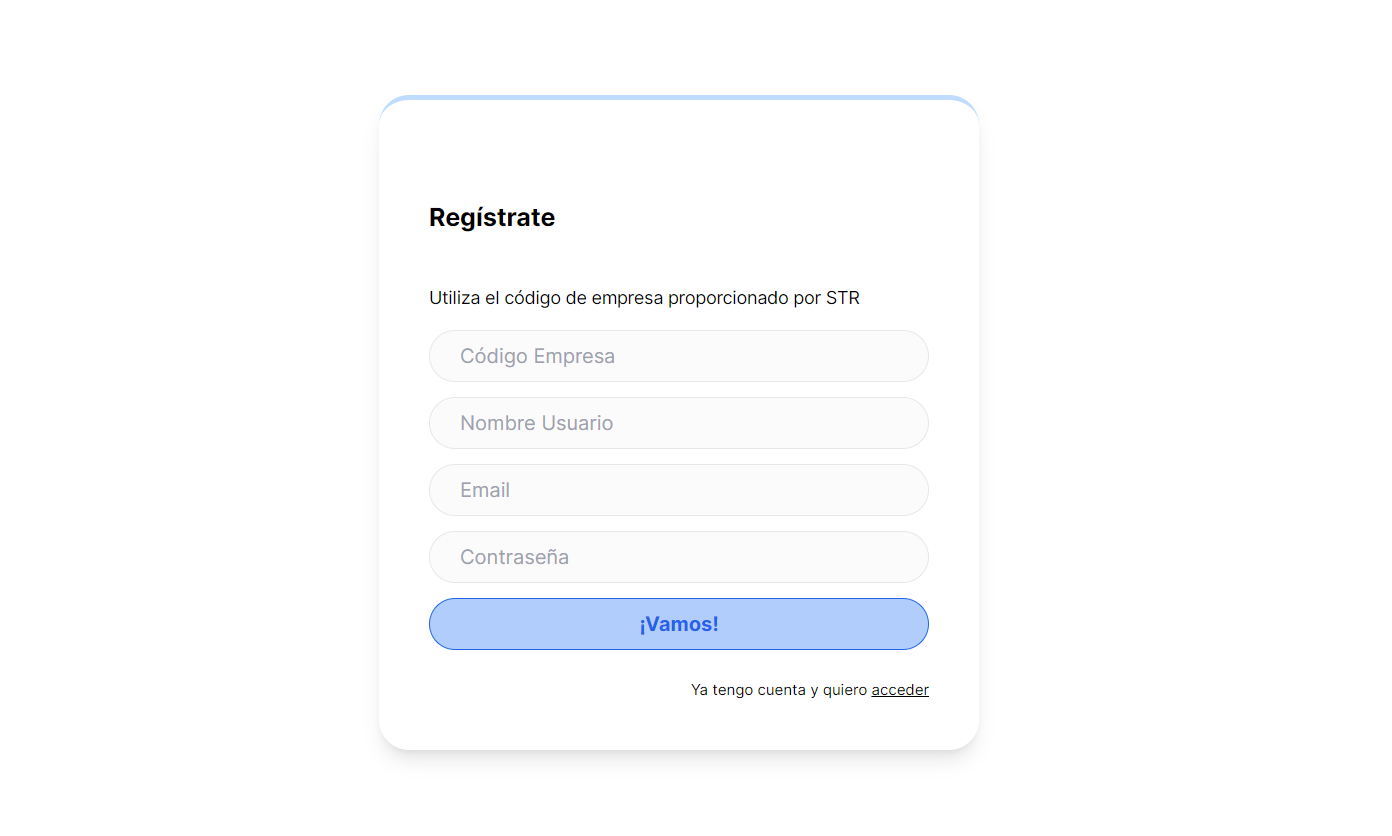 Regístrate
Utiliza el código de empresa proporcionado por STR
Código Empresa
Nombre Usuario
Email
Contraseña
¡Vamos!
Ya tengo cuenta y quiero acceder